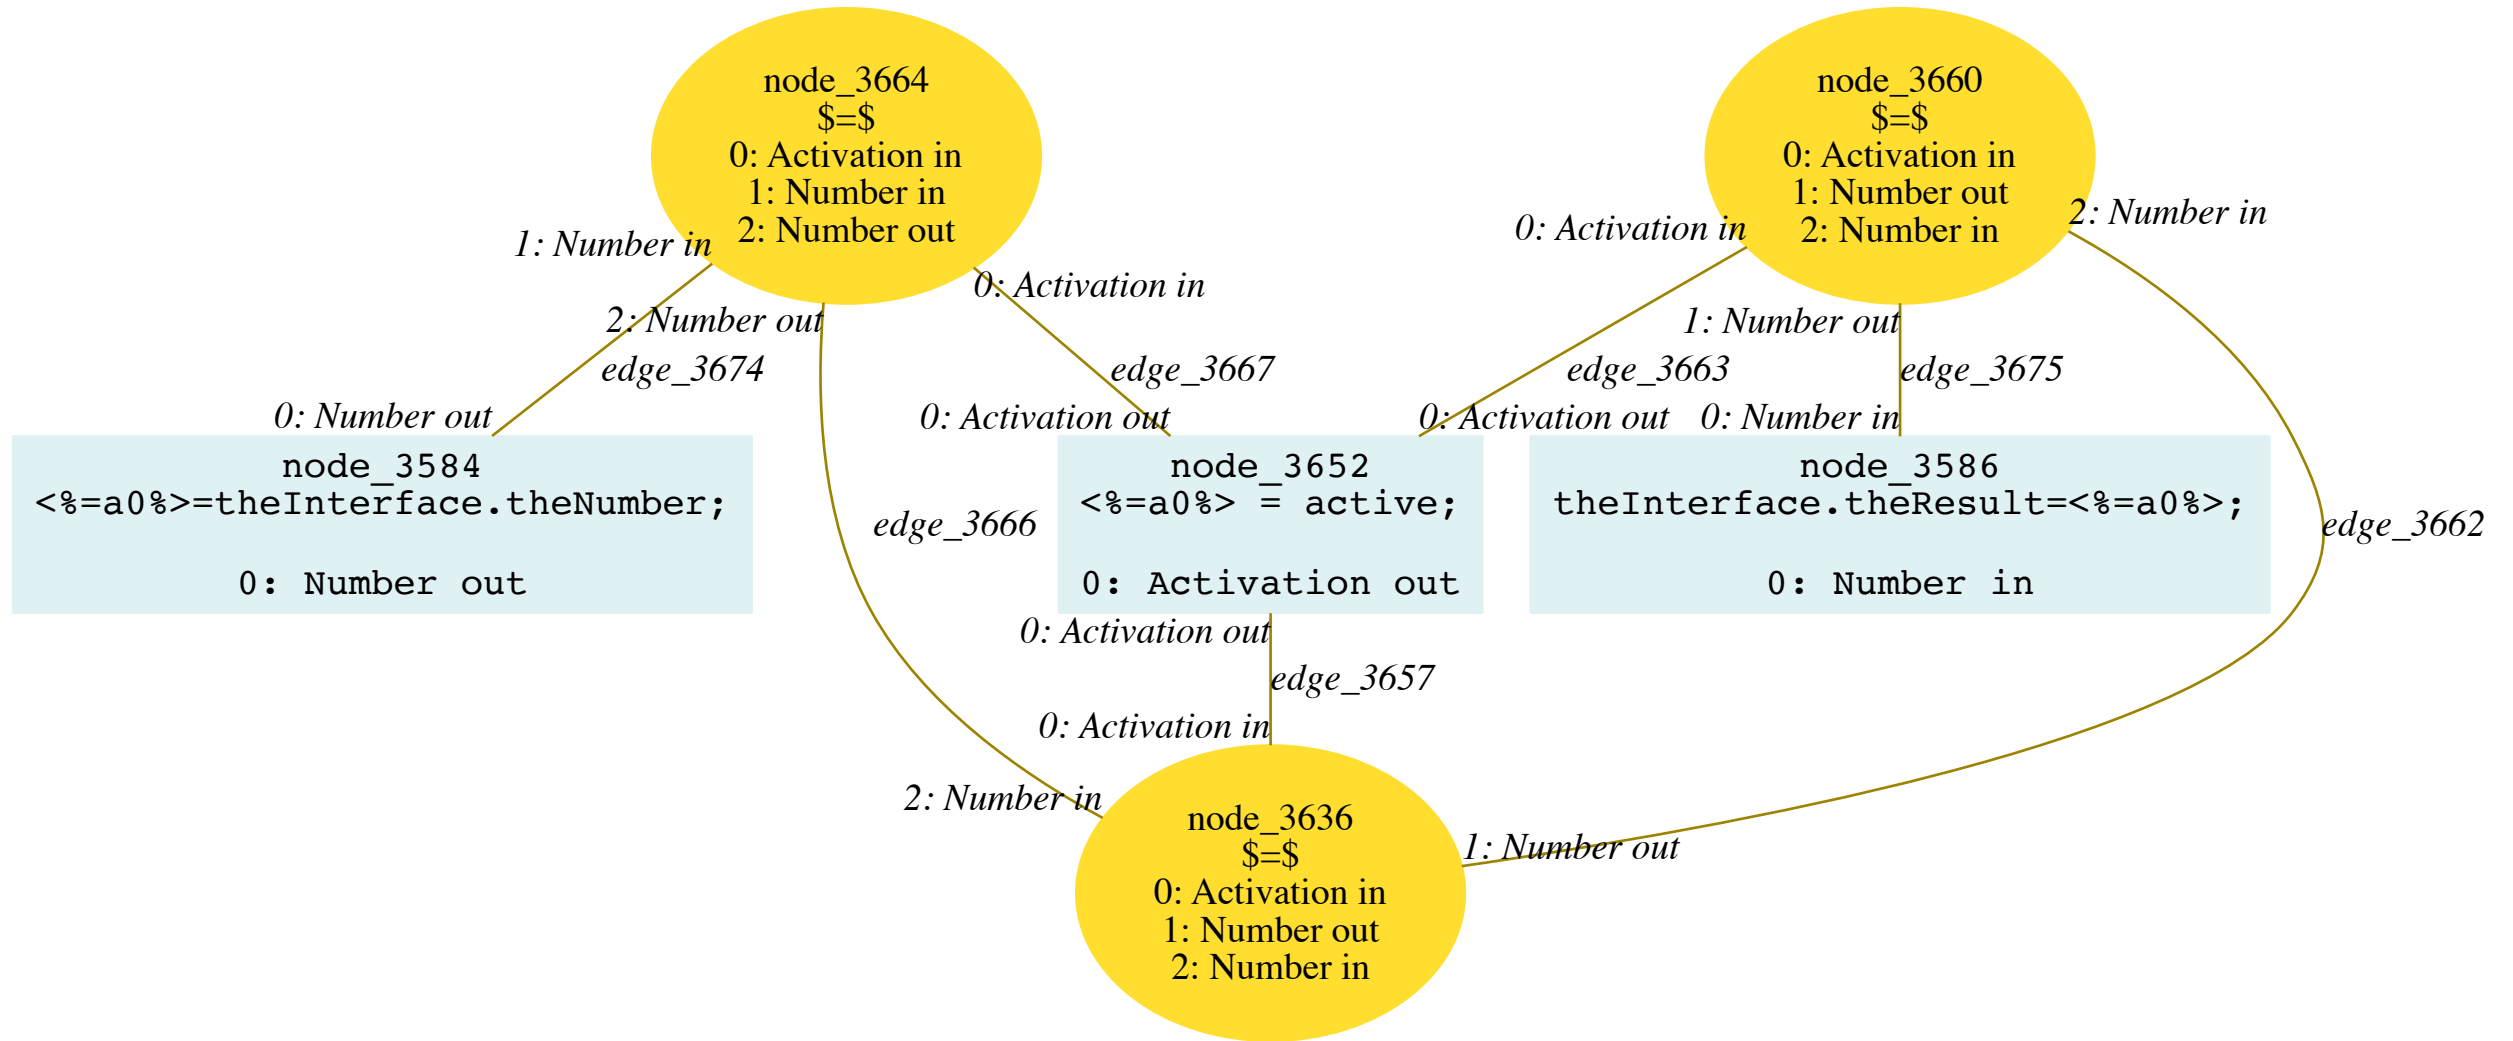 node_3664
$=$
0: Activation in
1: Number in
2: Number out
node_3660
$=$
0: Activation in
1: Number out
2: Number in
1: Number in
2: Number out
0: Activation in
0: Activation in
1: Number out
2: Number in
edge_3674
edge_3667
edge_3663
edge_3675
0: Number out
0: Activation out
0: Activation out
0: Number in
node_3584
<%=a0%>=theInterface.theNumber;
0: Number out
edge_3666
node_3652
<%=a0%> = active;
0: Activation out
node_3586
theInterface.theResult=<%=a0%>;
0: Number in
edge_3662
0: Activation out
edge_3657
0: Activation in
2: Number in
1: Number out
node_3636
$=$
0: Activation in
1: Number out
2: Number in